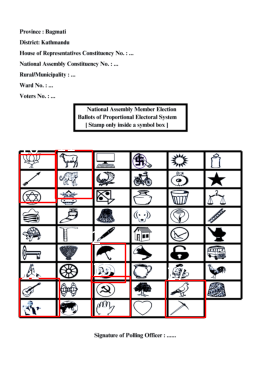 Province : Bagmati
District: Kathmandu
House of Representatives Constituency No. : ...
National Assembly Constituency No. : ...
Rural/Municipality : ...
Ward No. : ...
Voters No. : ...
National Assembly Member Election
Ballots of Proportional Electoral System
[ Stamp only inside a symbol box ]
Signature of Polling Officer : ......